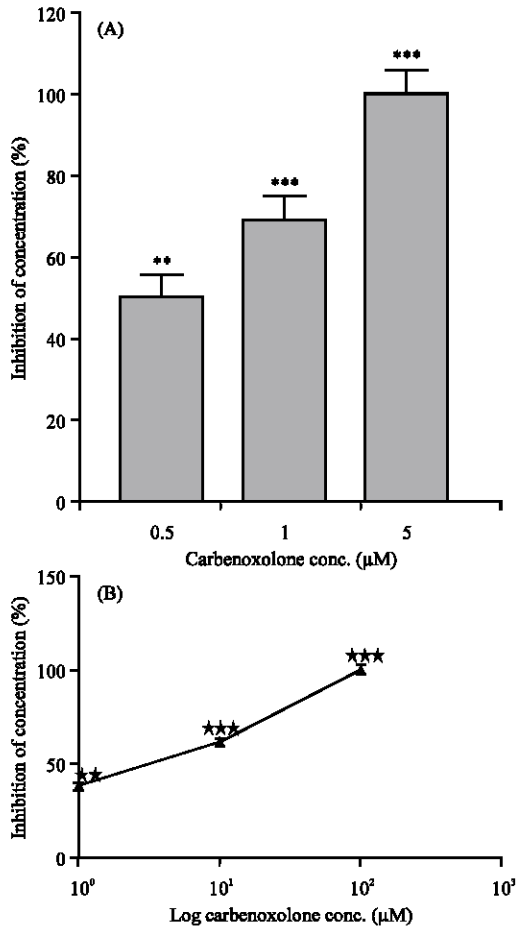 (A)
Inhibition of concentration (%)
120
100
80
60
40
20
0
**
***
***
0.5 1 5
Carbenoxolone conc. (µM)
(B)
Inhibition of concentration (%)
150
100
50
0
★★
★★★
★★★
10⁰ 10¹ 10² 10³
Log carbenoxolone conc. (µM)